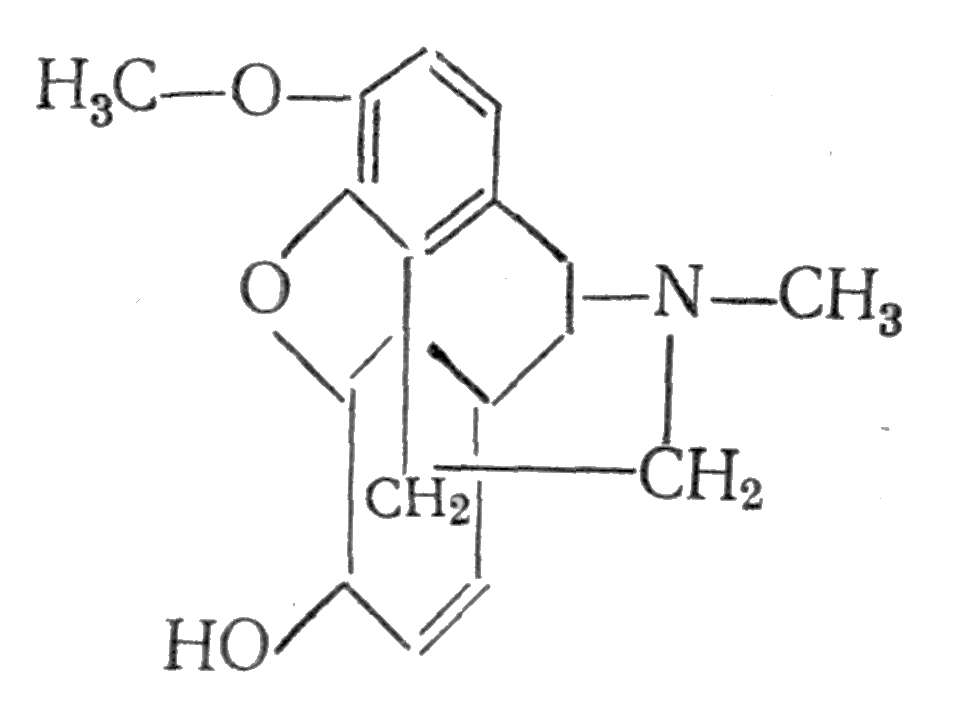 H₃C—O
O
N—CH₃
CH₂
CH₂
HO